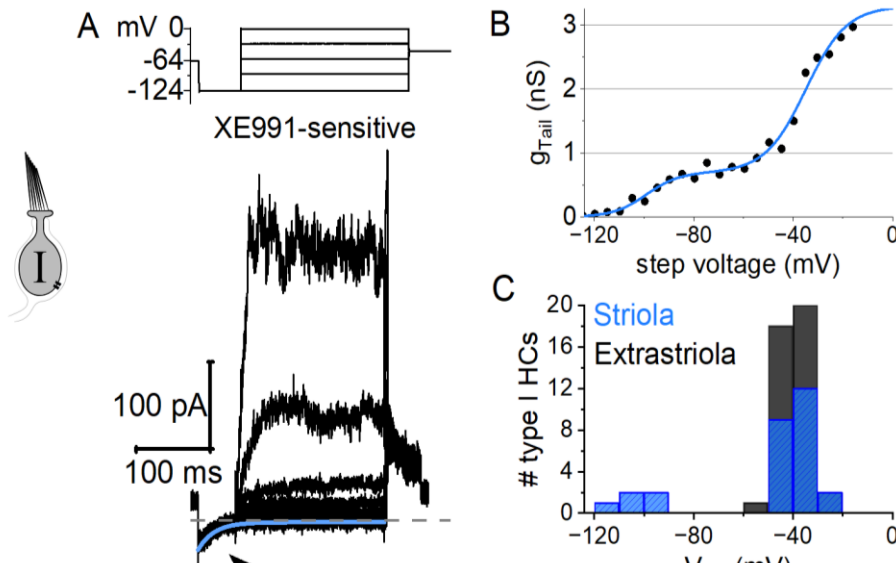 A
mV 0
-64
-124
XE991-sensitive
I
100 pA
100 ms
B
3
2
1
0
gTail (nS)
−120 −80 −40 0
step voltage (mV)
C
20
16
12
8
4
0
# type I HCs
Striola
Extrastriola
−120 −80 −40 0
(mV)